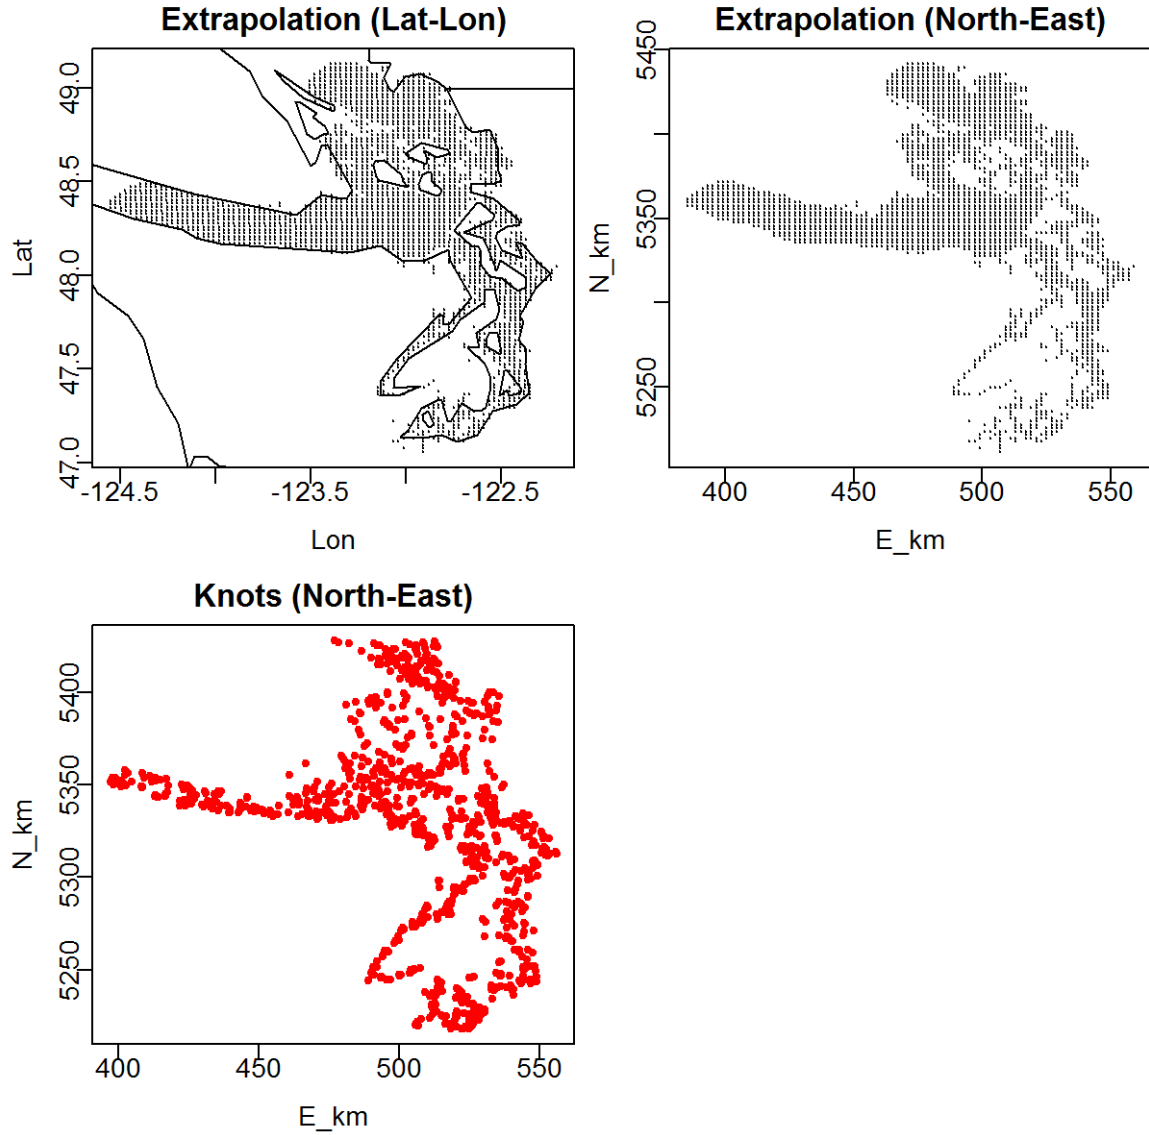 Extrapolation (Lat-Lon)
49.0
48.5
48.0
47.5
47.0
Lat
-124.5
-123.5
-122.5
Lon
Extrapolation (North-East)
5450
5350
5250
N_km
400
450
500
550
E_km
Knots (North-East)
5400
5350
5300
5250
N_km
400
450
500
550
E_km